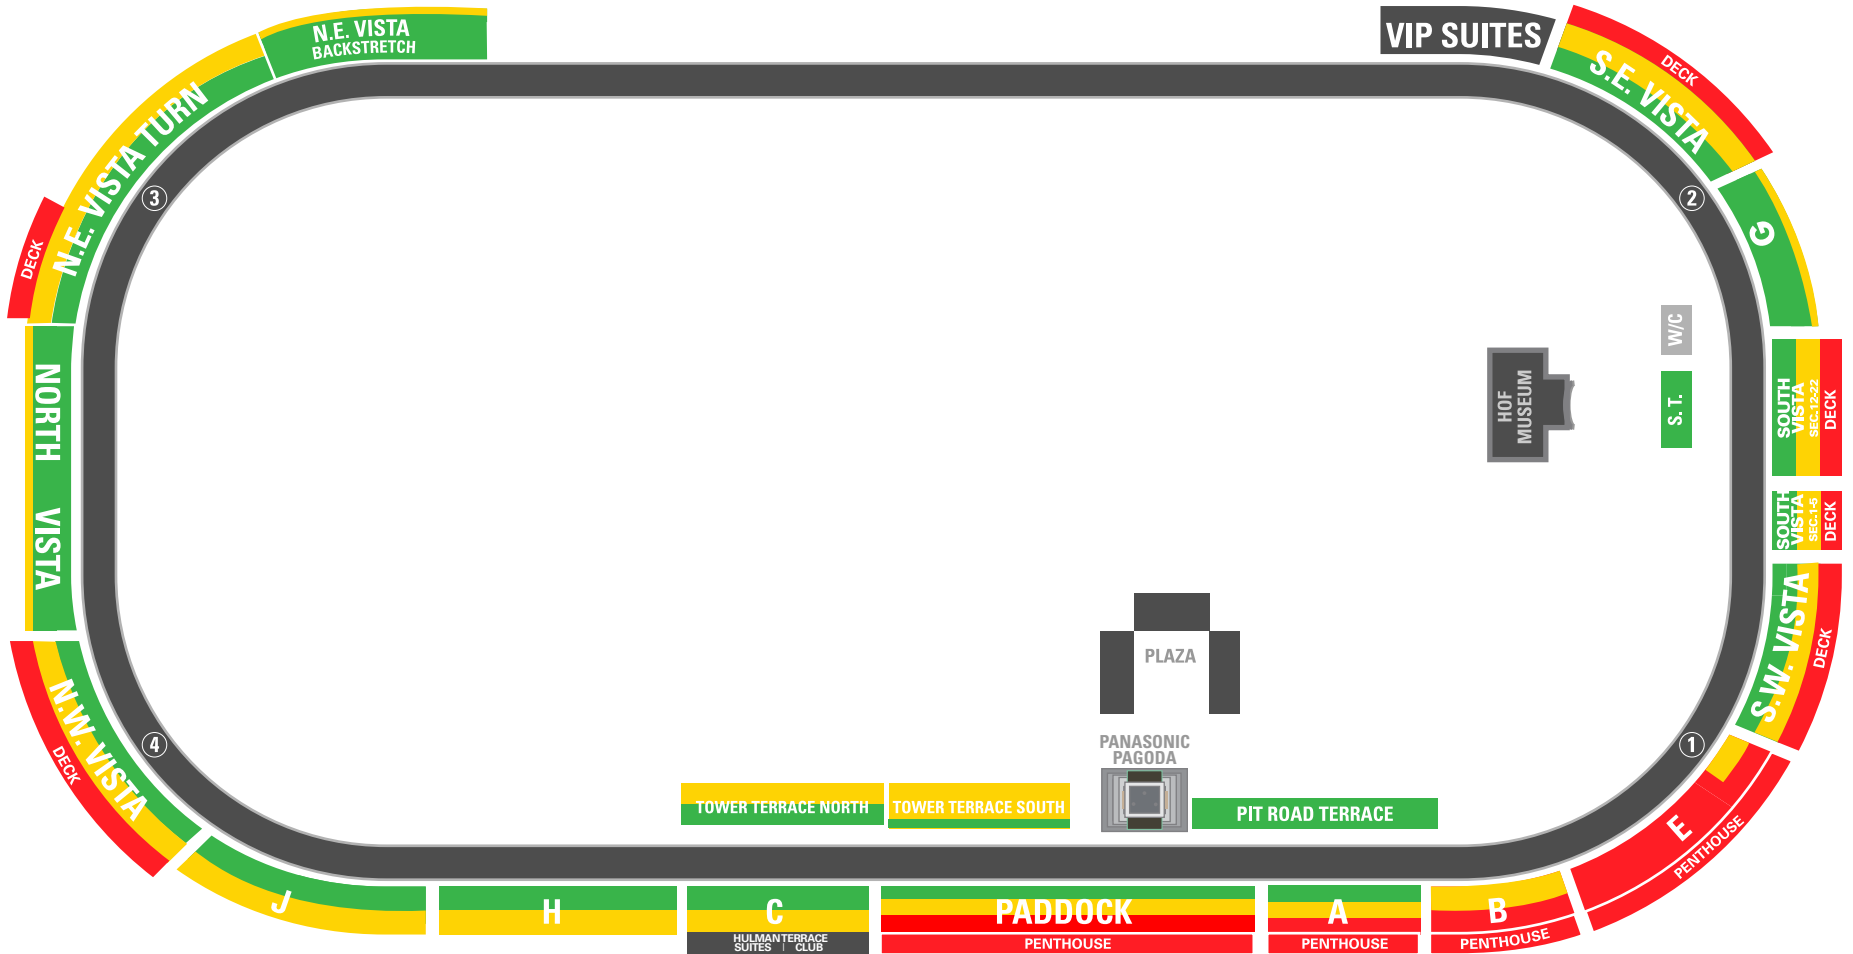 N.E. VISTA
BACKSTRETCH
VIP SUITES
DECK
S.E. VISTA
N.E. VISTA TURN
3
2
DECK
G
W/C
NORTH VISTA
HOF
MUSEUM
S. T.
SOUTH
VISTA
SEC.12-22
DECK
SOUTH
VISTA
SEC.1-5
DECK
S.W. VISTA
DECK
PLAZA
N.W. VISTA
DECK
4
1
PANASONIC
PAGODA
TOWER TERRACE NORTH
TOWER TERRACE SOUTH
PIT ROAD TERRACE
E
PENTHOUSE
J
H
C
PADDOCK
A
B
HULMAN TERRACE
SUITES | CLUB
PENTHOUSE
PENTHOUSE
PENTHOUSE